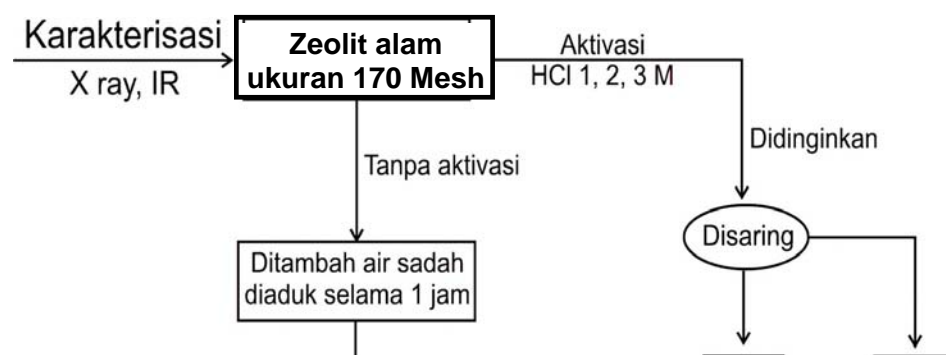 Karakterisasi
X ray, IR
Zeolit alam
ukuran 170 Mesh
Aktivasi
HCl 1, 2, 3 M
Didinginkan
Tanpa aktivasi
Disaring
Ditambah air sadah
diaduk selama 1 jam